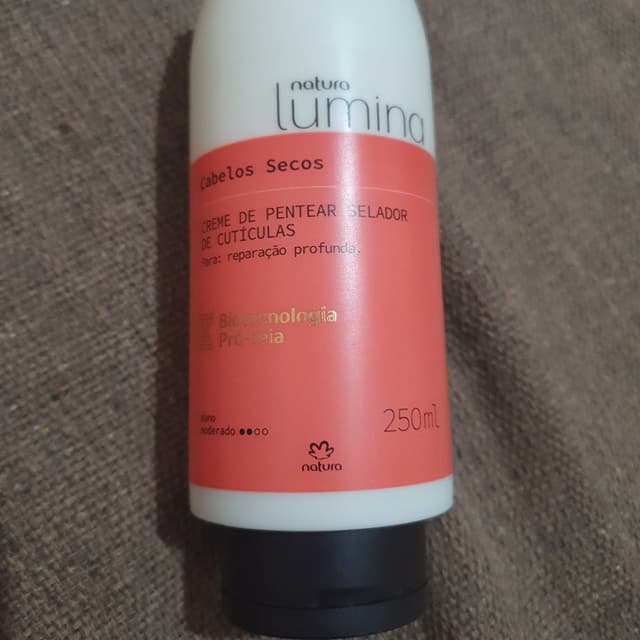 natura
lumina
Cabelos Secos
CREME DE PENTEAR SELADOR
DE CUTÍCULAS
Para: reparação profunda.
Biotecnologia
Pró-teia
dano
moderado
250ml
natura